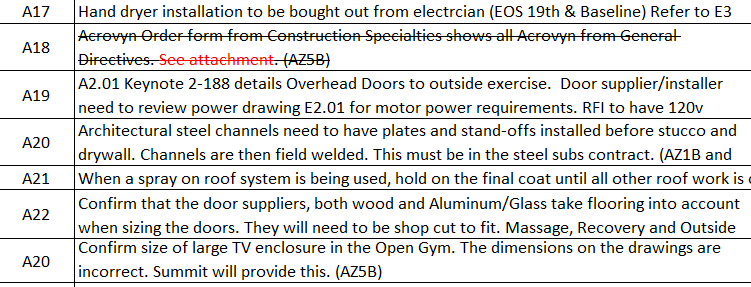 A17 Hand dryer installation to be bought out from electrcian (EOS 19th & Baseline) Refer to E3
A18 Acrovyn Order form from Construction Specialties shows all Acrovyn from General
Directives. See attachment. (AZ5B)
A19 A2.01 Keynote 2-188 details Overhead Doors to outside exercise. Door supplier/installer
need to review power drawing E2.01 for motor power requirements. RFI to have 120v
A20 Architectural steel channels need to have plates and stand-offs installed before stucco and
drywall. Channels are then field welded. This must be in the steel subs contract. (AZ1B and
A21 When a spray on roof system is being used, hold on the final coat until all other roof work is
A22 Confirm that the door suppliers, both wood and Aluminum/Glass take flooring into account
when sizing the doors. They will need to be shop cut to fit. Massage, Recovery and Outside
A20 Confirm size of large TV enclosure in the Open Gym. The dimensions on the drawings are
incorrect. Summit will provide this. (AZ5B)